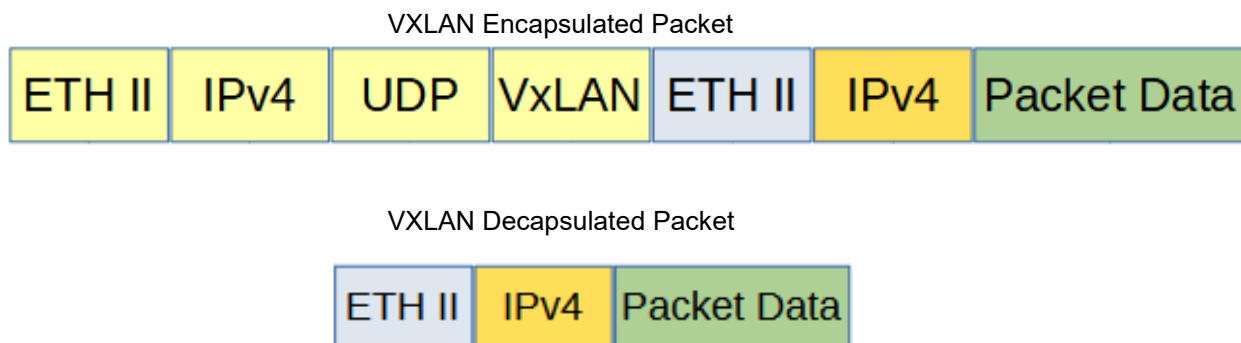 VXLAN Encapsulated Packet
ETH II IPv4 UDP VxLAN ETH II IPv4 Packet Data
VXLAN Decapsulated Packet
ETH II IPv4 Packet Data